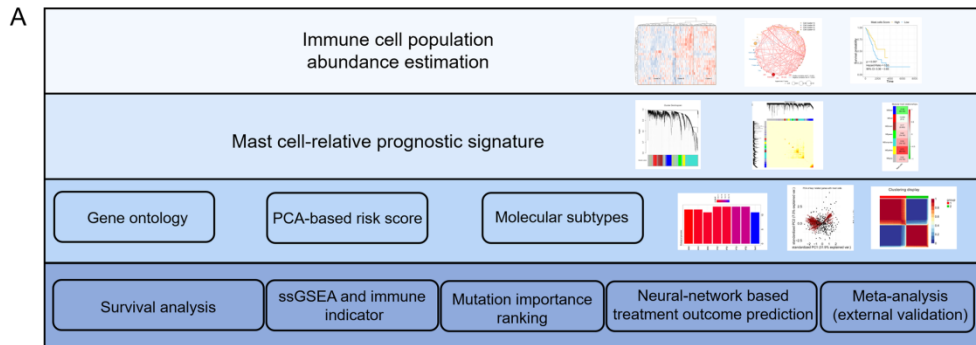 A
Immune cell population
abundance estimation
Mast cell-relative prognostic signature
Gene ontology
PCA-based risk score
Molecular subtypes
Survival analysis
ssGSEA and immune
indicator
Mutation importance
ranking
Neural-network based
treatment outcome prediction
Meta-analysis
(external validation)